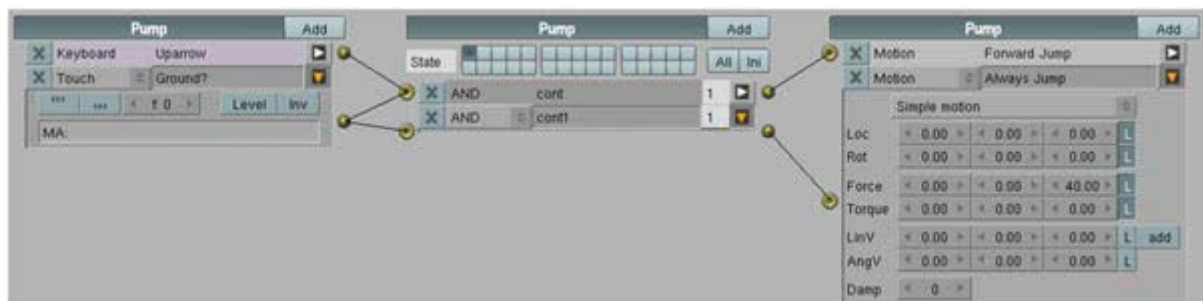 Pump Add
X Keyboard Uparrow
X Touch Ground?
f: 0 Level Inv
MA:
Pump Add
State All Ini
X AND cont 1
X AND cont1 1
Pump Add
X Motion Forward Jump
X Motion Always Jump
Simple motion
Loc 0.00 0.00 0.00 L
Rot 0.00 0.00 0.00 L
Force 0.00 0.00 40.00 L
Torque 0.00 0.00 0.00 L
LinV 0.00 0.00 0.00 L add
AngV 0.00 0.00 0.00 L
Damp 0